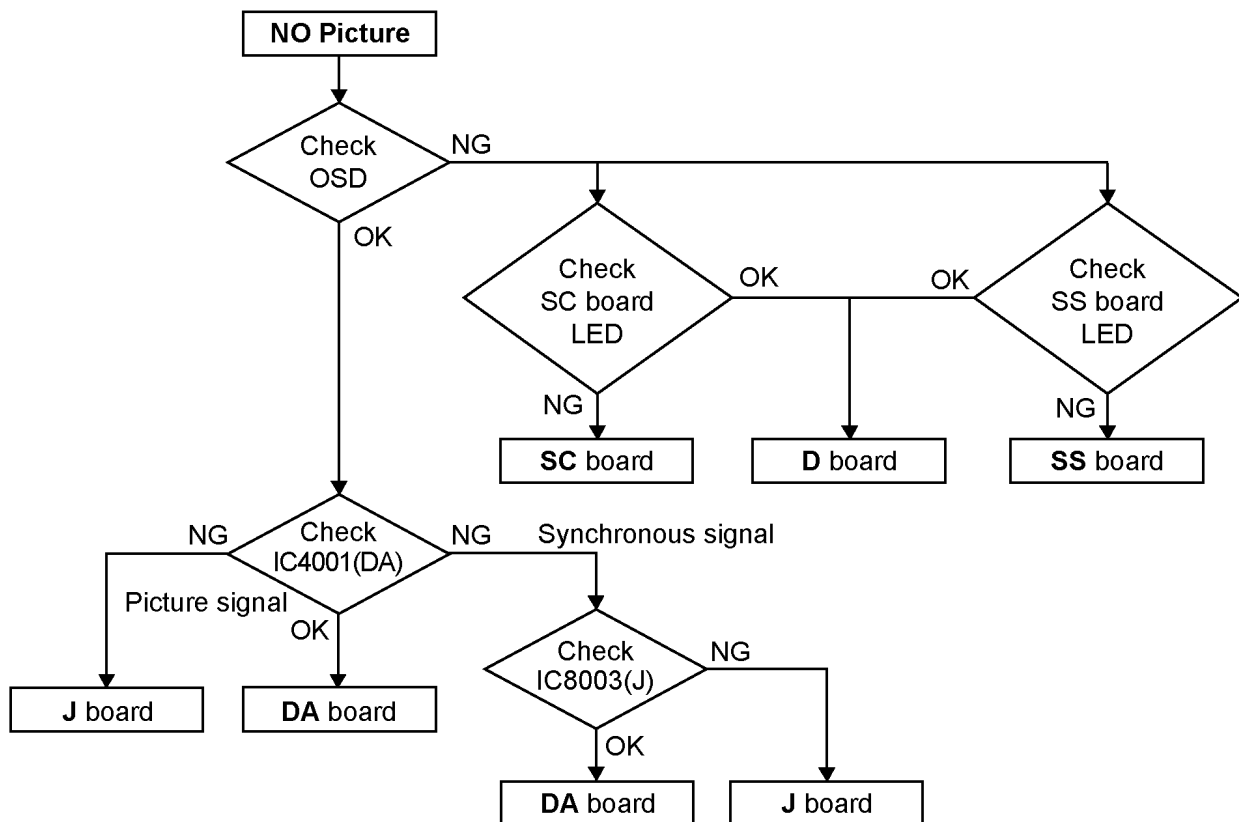 NO Picture
Check
OSD
NG
OK
Check
SC board
LED
OK
OK
Check
SS board
LED
NG
NG
SC board
D board
SS board
NG
Check
IC4001(DA)
NG
Synchronous signal
Picture signal
OK
Check
IC8003(J)
NG
J board
DA board
OK
DA board
J board